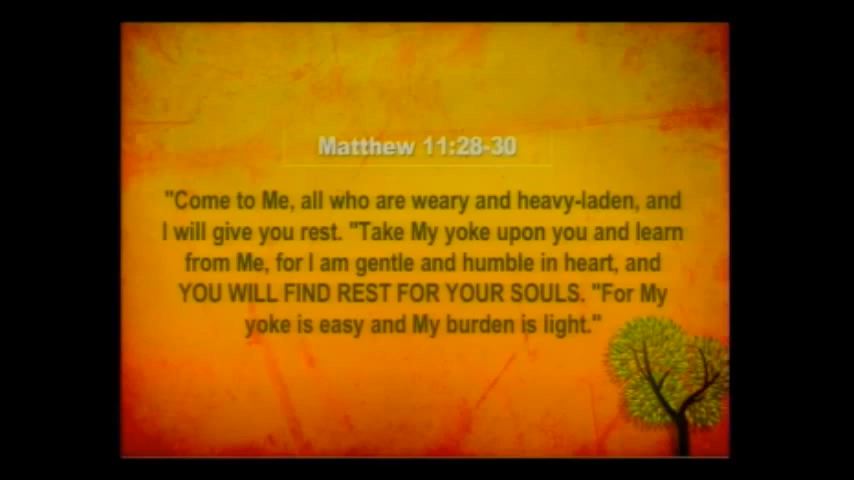 Matthew 11:28-30
"Come to Me, all who are weary and heavy-laden, and
I will give you rest. "Take My yoke upon you and learn
from Me, for I am gentle and humble in heart, and
YOU WILL FIND REST FOR YOUR SOULS. "For My
yoke is easy and My burden is light."